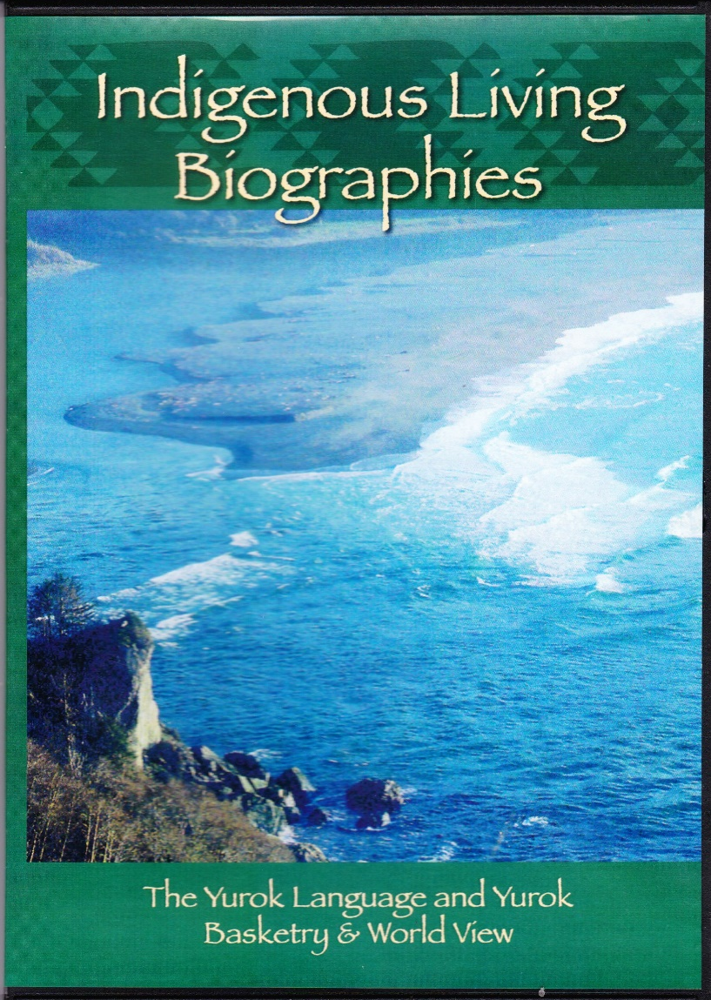 Indigenous Living
Biographies
The Yurok Language and Yurok
Basketry & World View